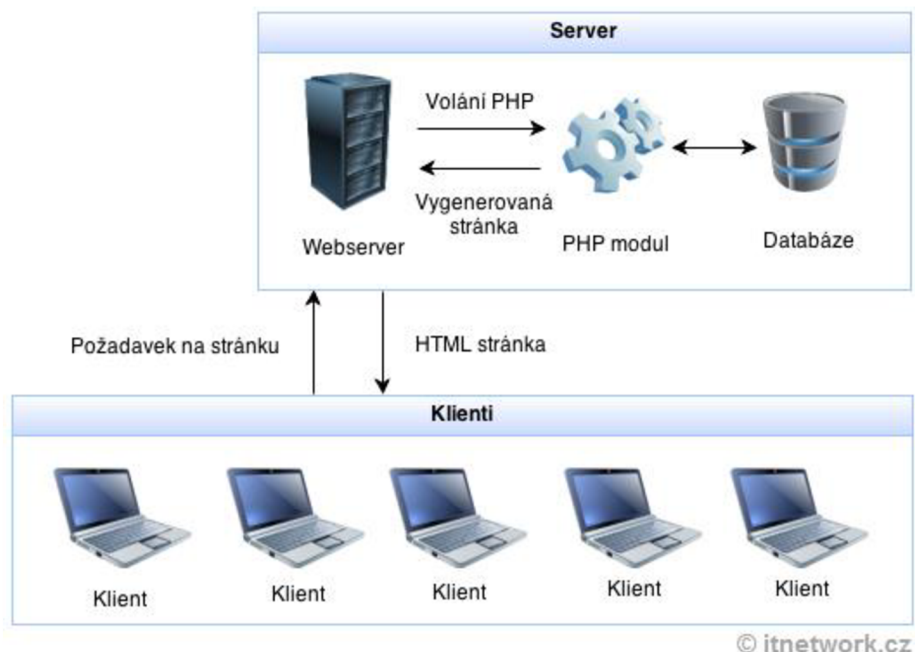 Server
Volání PHP
Vygenerovaná
stránka
Webserver
PHP modul
Databáze
Požadavek na stránku
HTML stránka
Klienti
Klient
Klient
Klient
Klient
Klient
© itnetwork.cz